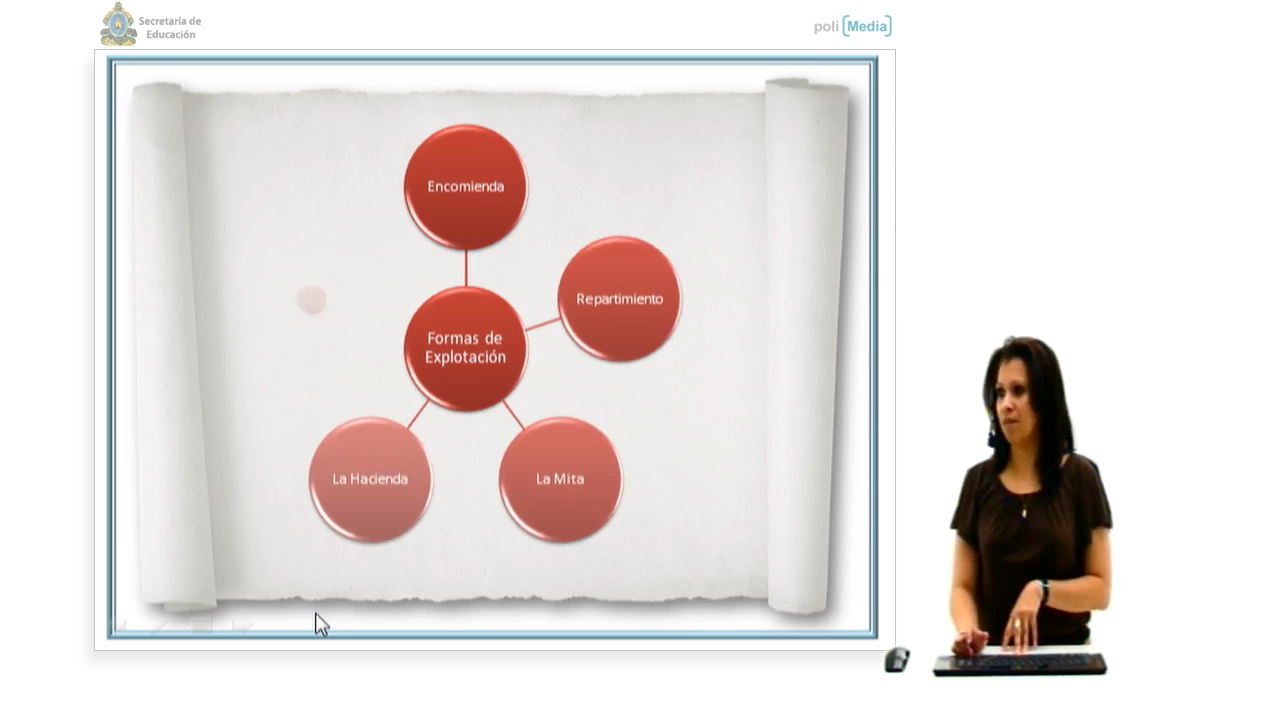 Secretaría de
Educación
poli [Media]
Encomienda
Repartimiento
Formas de
Explotación
La Hacienda
La Mita